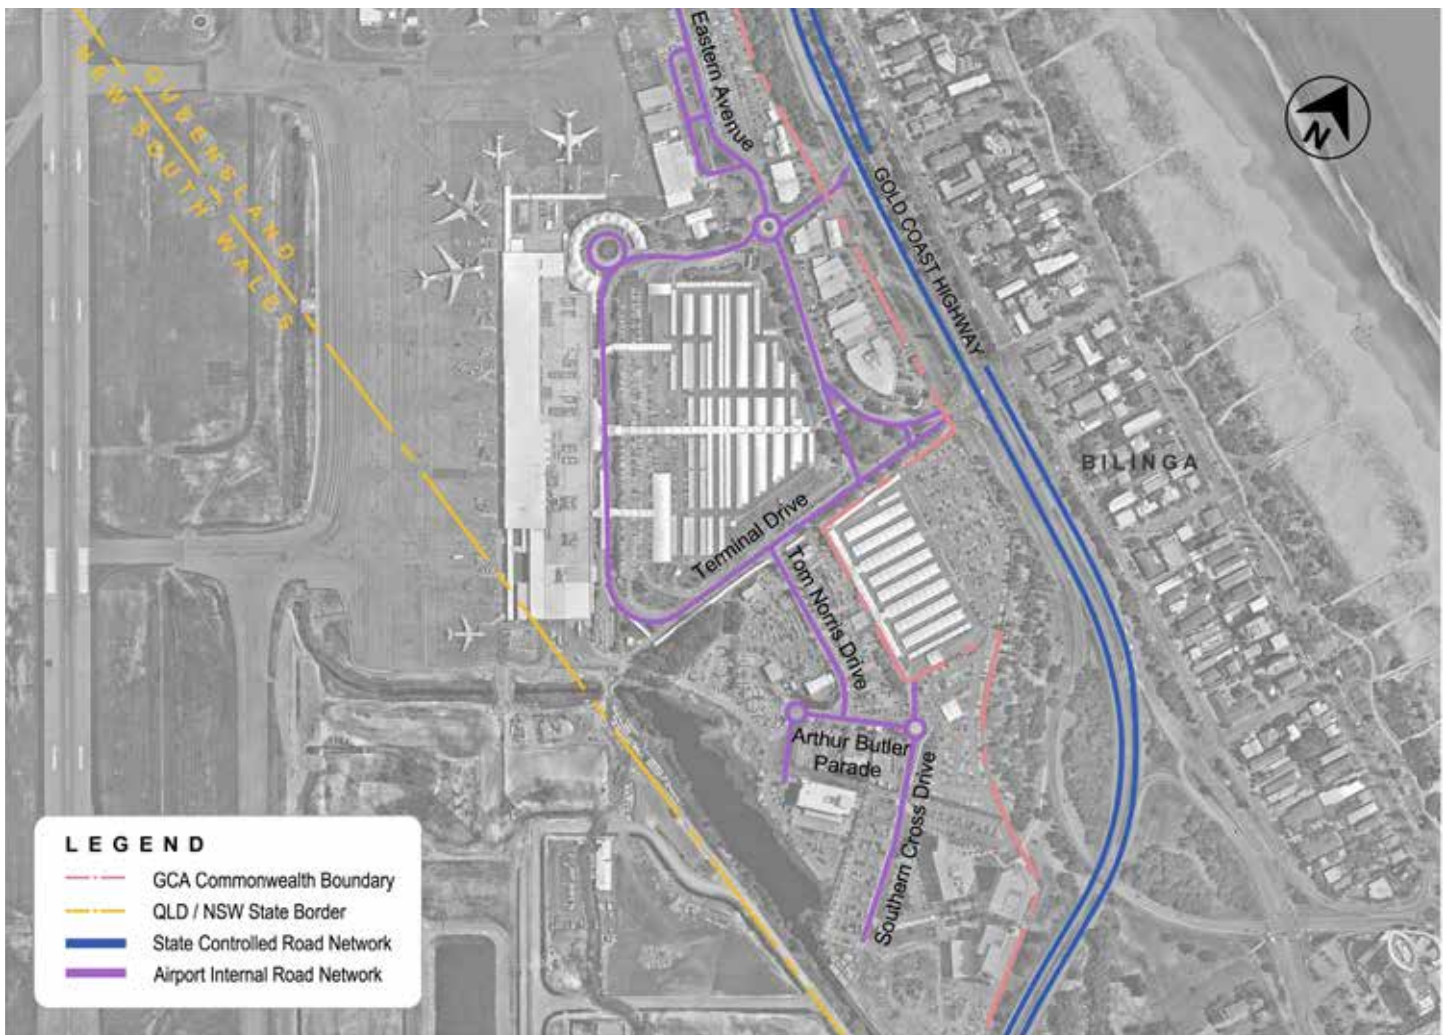 Eastern Avenue
QUEENSLAND
NEW SOUTH WALES
N
GOLD COAST HIGHWAY
BILINGA
Terminal Drive
Tom Norris Drive
Arthur Butler
Parade
Southern Cross Drive
LEGEND
GCA Commonwealth Boundary
QLD / NSW State Border
State Controlled Road Network
Airport Internal Road Network